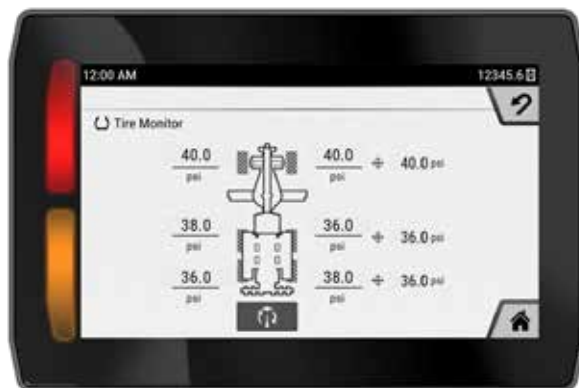 12:00 AM 12345.6
Tire Monitor
40.0 psi 40.0 psi 40.0 psi
38.0 psi 36.0 psi 36.0 psi
36.0 psi 38.0 psi 36.0 psi